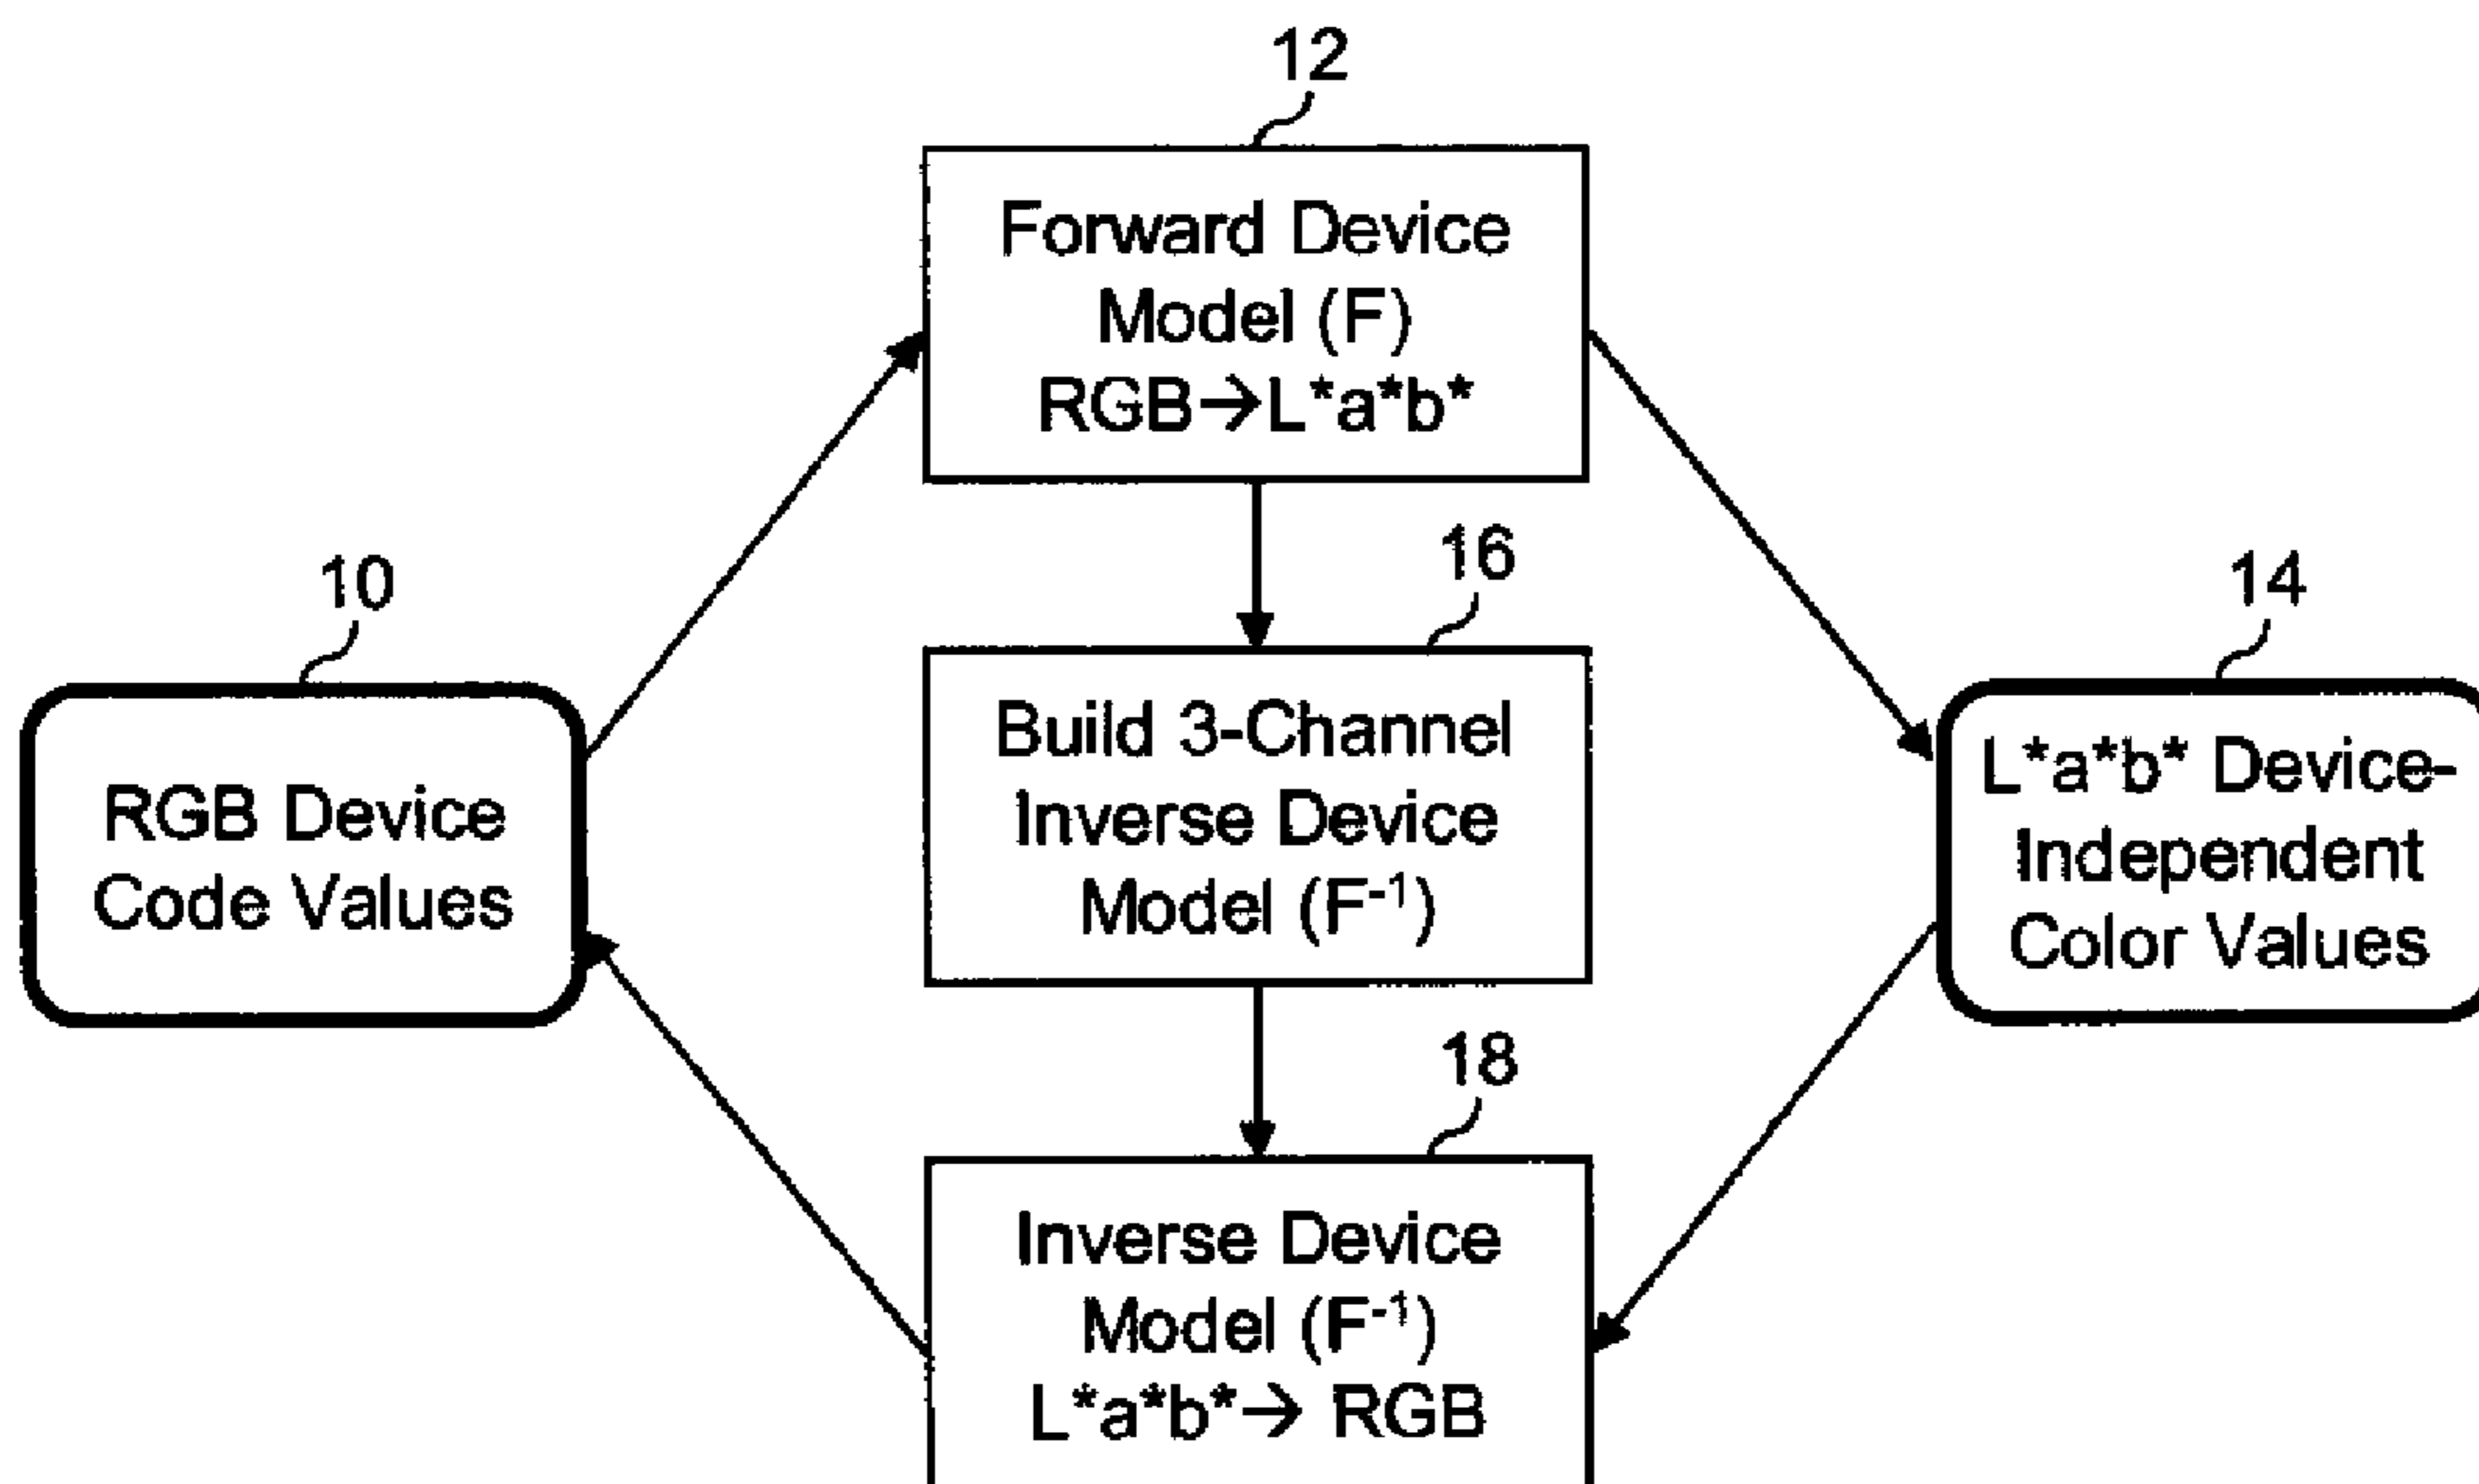 12
Forward Device
Model (F)
RGB→L*a*b*
10
RGB Device
Code Values
16
Build 3-Channel
Inverse Device
Model (F⁻¹)
14
L*a*b* Device-
Independent
Color Values
18
Inverse Device
Model (F⁻¹)
L*a*b*→ RGB